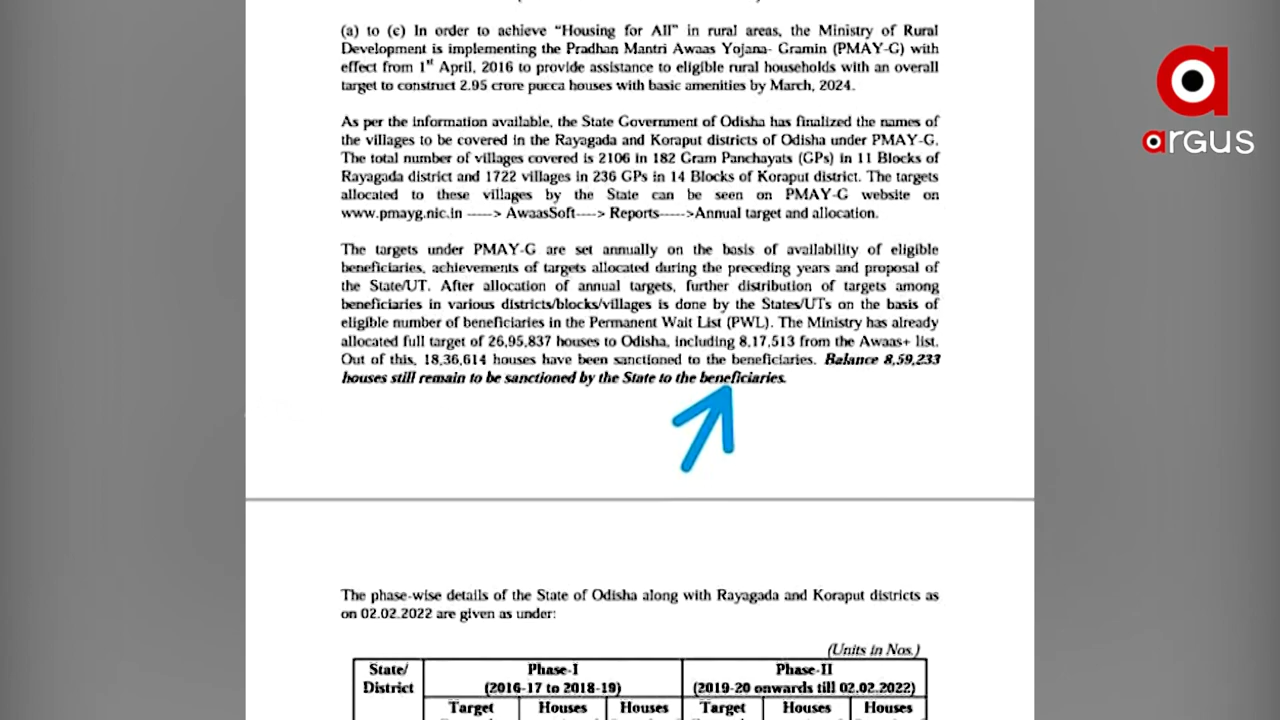 (a) to (c) In order to achieve “Housing for All” in rural areas, the Ministry of Rural
Development is implementing the Pradhan Mantri Awaas Yojana- Gramin (PMAY-G) with
effect from 1st April, 2016 to provide assistance to eligible rural households with an overall
target to construct 2.95 crore pucca houses with basic amenities by March, 2024.
As per the information available, the State Government of Odisha has finalized the names of
the villages to be covered in the Rayagada and Koraput districts of Odisha under PMAY-G.
The total number of villages covered is 2106 in 182 Gram Panchayats (GPs) in 11 Blocks of
Rayagada district and 1722 villages in 236 GPs in 14 Blocks of Koraput district. The targets
allocated to these villages by the State can be seen on PMAY-G website on
www.pmayg.nic.in -----> AwaasSoft----> Reports----->Annual target and allocation.
The targets under PMAY-G are set annually on the basis of availability of eligible
beneficiaries, achievements of targets allocated during the preceding years and proposal of
the State/UT. After allocation of annual targets, further distribution of targets among
beneficiaries in various districts/blocks/villages is done by the States/UTs on the basis of
eligible number of beneficiaries in the Permanent Wait List (PWL). The Ministry has already
allocated full target of 26,95,837 houses to Odisha, including 8,17,513 from the Awaas+ list.
Out of this, 18,36,614 houses have been sanctioned to the beneficiaries. Balance 8,59,233
houses still remain to be sanctioned by the State to the beneficiaries.
The phase-wise details of the State of Odisha along with Rayagada and Koraput districts as
on 02.02.2022 are given as under:
(Units in Nos.)
State/ Phase-I Phase-II
District (2016-17 to 2018-19) (2019-20 onwards till 02.02.2022)
Target Houses Houses Target Houses Houses
argus